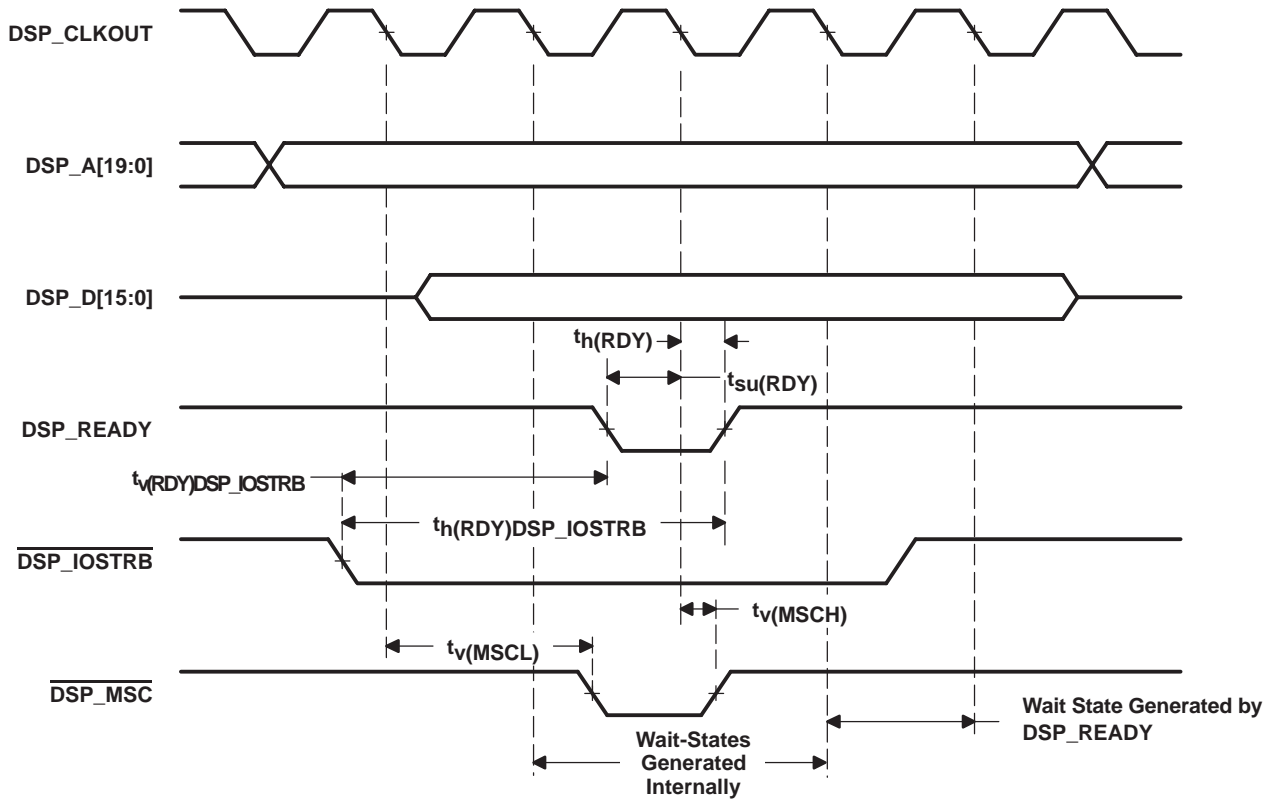 DSP_CLKOUT
DSP_A[19:0]
DSP_D[15:0]
th(RDY)
tsu(RDY)
DSP_READY
tv(RDY)DSP_IOSTRB
th(RDY)DSP_IOSTRB
DSP_IOSTRB
tv(MSCH)
tv(MSCL)
DSP_MSC
Wait State Generated by
DSP_READY
Wait-States
Generated
Internally